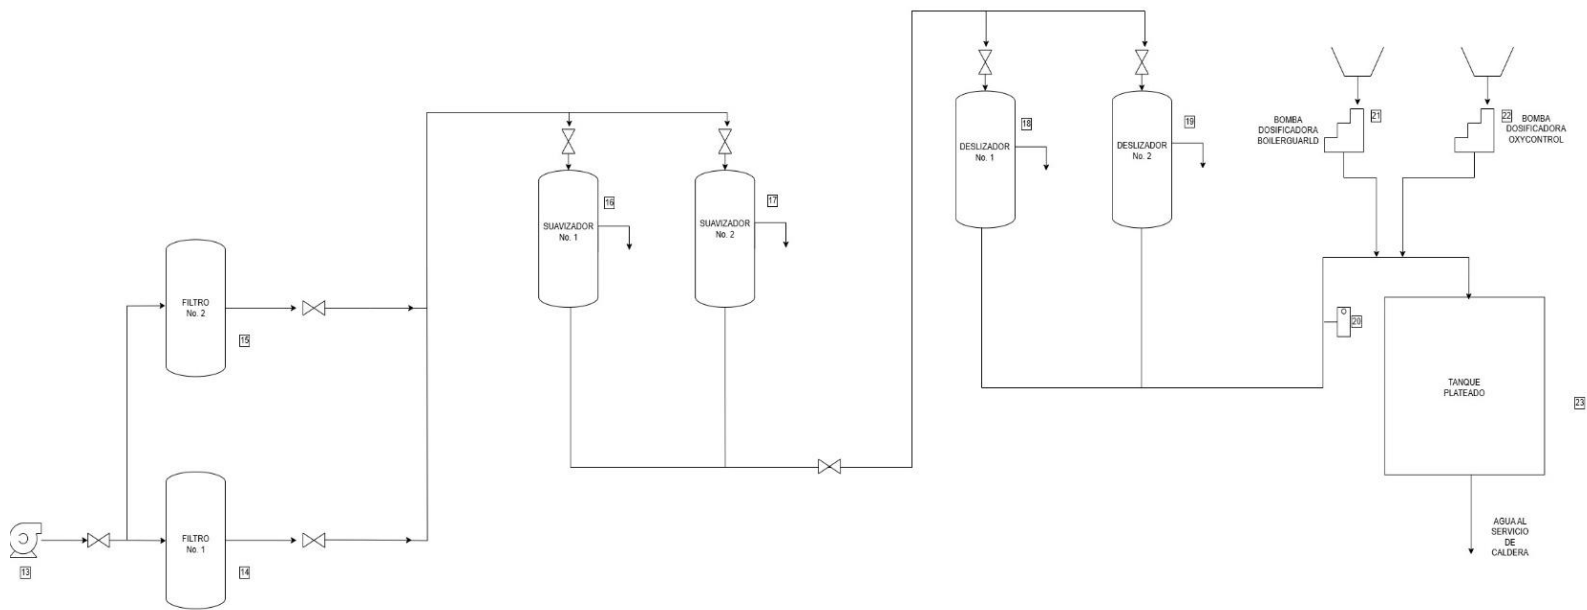 DESLIZADOR
No. 1
18
DESLIZADOR
No. 2
19
BOMBA
DOSIFICADORA
BOILERGUARLD
21
22
BOMBA
DOSIFICADORA
OXYCONTROL
SUAVIZADOR
No. 1
16
SUAVIZADOR
No. 2
17
FILTRO
No. 2
15
20
TANQUE
PLATEADO
23
13
FILTRO
No. 1
14
AGUA AL
SERVICIO
DE
CALDERA